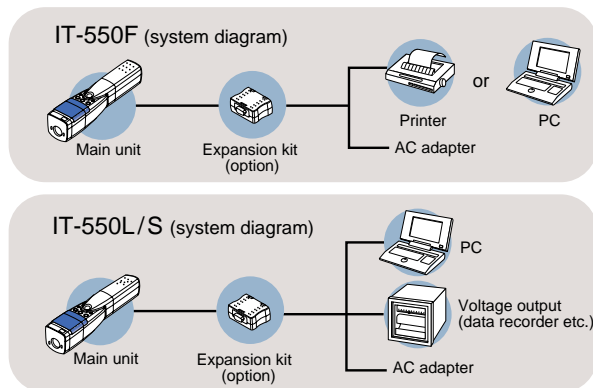 IT-550F (system diagram)
Main unit
Expansion kit
(option)
Printer
or
PC
AC adapter
IT-550L/S (system diagram)
Main unit
Expansion kit
(option)
PC
Voltage output
(data recorder etc.)
AC adapter